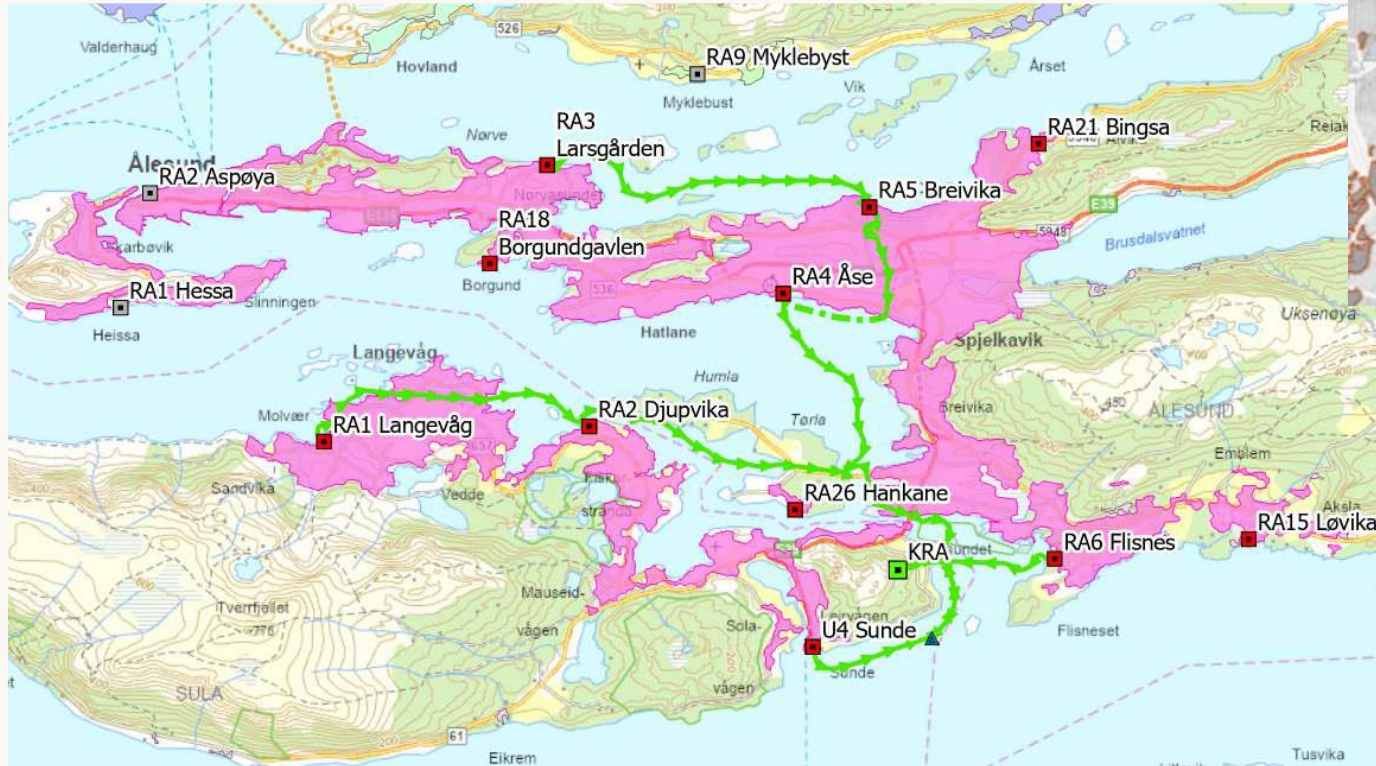 Valderhaug
Hovland
526
RA9 Myklebyst
Myklebust
Vik
Årset
Nørve
RA3
Larsgården
RA21 Bingsa
Ålesund
RA2 Aspøya
E39
RA5 Breivika
5948
Brusdalsvatnet
RA18
Borgundgavlen
Borgund
536
RA4 Åse
RA1 Hessa
Slinningen
Heissa
Hatlane
Uksenøya
Spjelkavik
Langevåg
Humla
Molvær
RA2 Djupvika
Tørla
Breivika
ÅLESUND
RA1 Langevåg
Emblem
Sandvika
Vedde
RA26 Hankane
RA15 Løvika
KRA
RA6 Flisnes
Mauseid-
vågen
Tverrfjellet
776
Sola-
vågen
U4 Sunde
Sunde
Flisneset
SULA
61
Eikrem
Tusvika